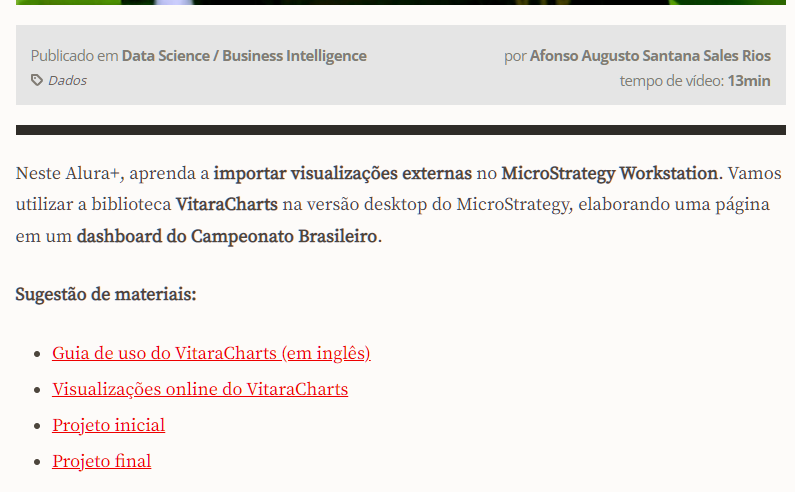 Publicado em Data Science / Business Intelligence
por Afonso Augusto Santana Sales Rios
Dados
tempo de vídeo: 13min
Neste Alura+, aprenda a importar visualizações externas no MicroStrategy Workstation. Vamos
utilizar a biblioteca VitaraCharts na versão desktop do MicroStrategy, elaborando uma página
em um dashboard do Campeonato Brasileiro.
Sugestão de materiais:
• Guia de uso do VitaraCharts (em inglês)
• Visualizações online do VitaraCharts
• Projeto inicial
• Projeto final